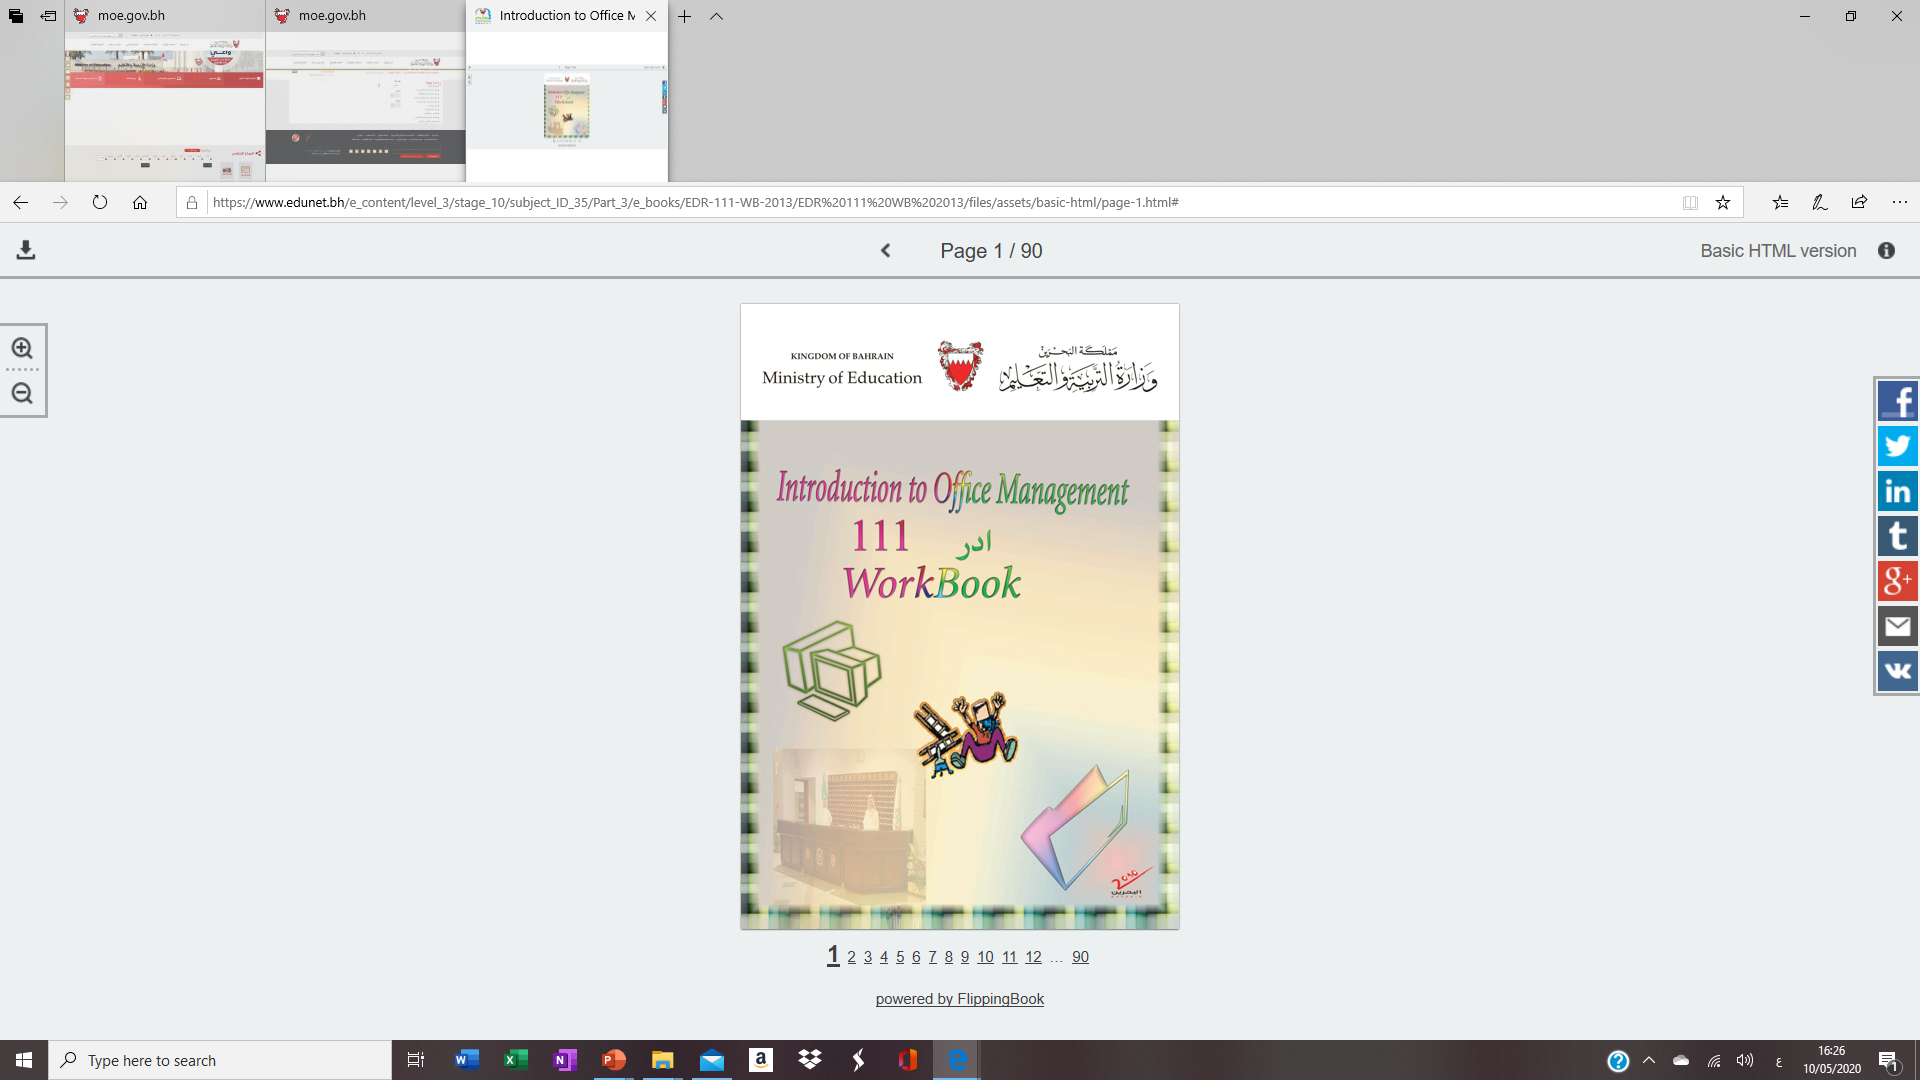 moe.gov.bh
moe.gov.bh
Introduction to Office M
https://www.edunet.bh/e_content/level_3/stage_10/subject_ID_35/Part_3/e_books/EDR-111-WB-2013/EDR%20111%20WB%202013/files/assets/basic-html/page-1.html#
Page 1 / 90
Basic HTML version
KINGDOM OF BAHRAIN
Ministry of Education
مملكة البحرين
وزارة التربية والتعليم
Introduction to Office Management
111 ادر
WorkBook
2030
البحرين
BAHRAIN
1 2 3 4 5 6 7 8 9 10 11 12 ... 90
powered by FlippingBook
Type here to search
16:26
10/05/2020